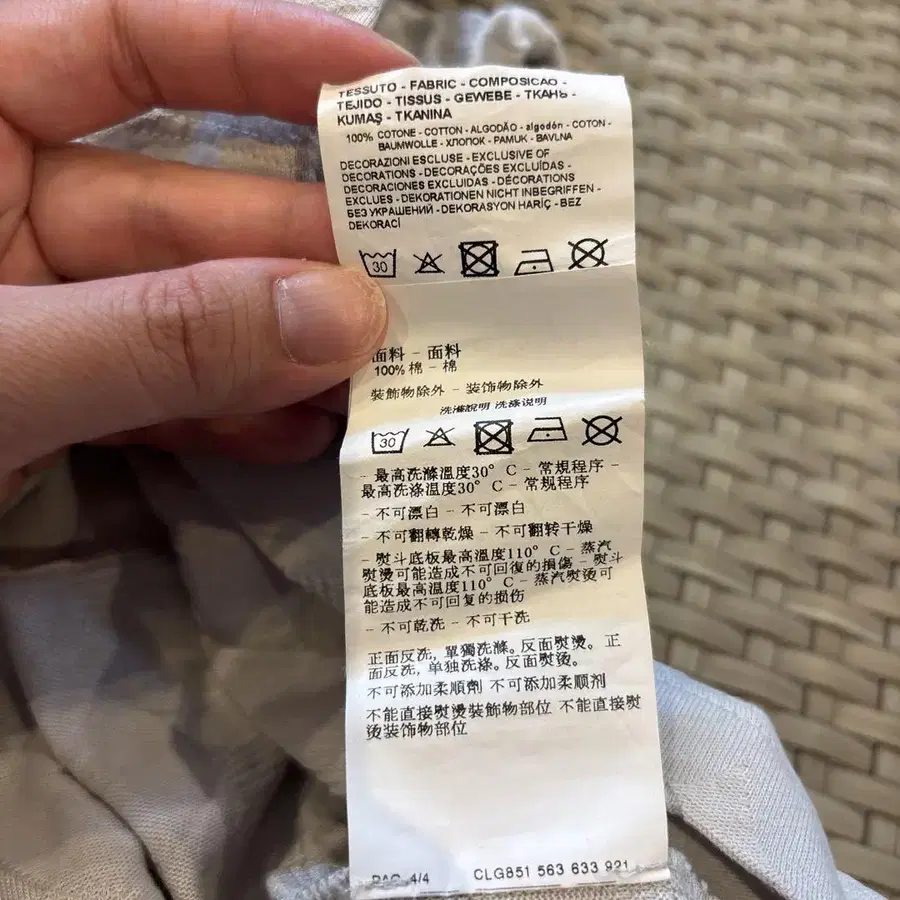 TESSUTO - FABRIC - COMPOSICAO -
TEJIDO - TISSUS - GEWEBE - ТКАНЬ -
KUMAŞ - TKANINA
100% COTONE - COTTON - ALGODÃO - algodón - COTON -
BAUMWOLLE - ХЛОПОК - PAMUK - BAVLNA
DECORAZIONI ESCLUSE - EXCLUSIVE OF
DECORATIONS - DECORAÇÕES EXCLUÍDAS -
DECORACIONES EXCLUIDAS - DÉCORATIONS
EXCLUES - DEKORATIONEN NICHT INBEGRIFFEN -
БЕЗ УКРАШЕНИЙ - DEKORASYON HARİÇ - BEZ
DEKORACÍ
30
面料 - 面料
100% 棉 - 棉
装飾物除外 - 装饰物除外
洗滌說明 洗涤说明
30
- 最高洗滌溫度30° C - 常規程序 -
最高洗涤温度30° C - 常规程序
- 不可漂白 - 不可漂白
- 不可翻轉乾燥 - 不可翻转干燥
- 熨斗底板最高溫度110° C - 蒸汽
熨燙可能造成不可回復的損傷 - 熨斗
底板最高温度110° C - 蒸汽熨烫可
能造成不可回复的损伤
- 不可乾洗 - 不可干洗
正面反洗, 單獨洗滌。反面熨燙。 正
面反洗, 单独洗涤。反面熨烫。
不可添加柔順劑 不可添加柔顺剂
不能直接熨燙裝飾物部位 不能直接熨
烫装饰物部位
PAG 4/4 CLG851 563 633 921